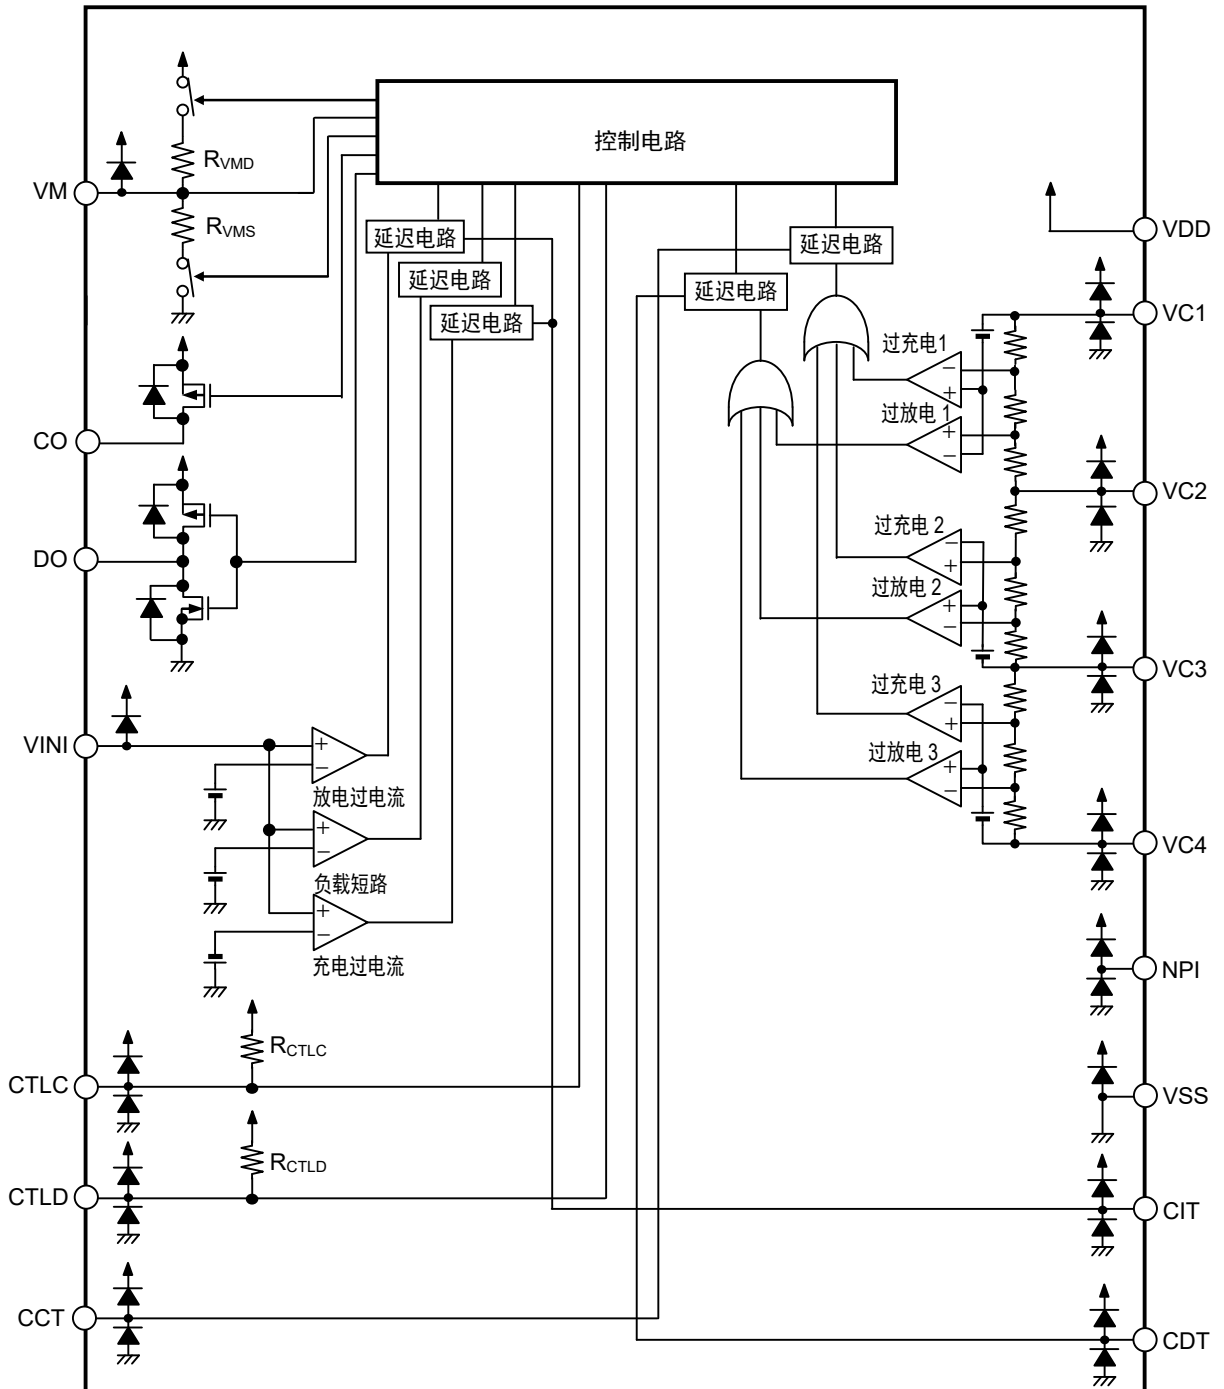 控制电路
RVMD
VM
RVMS
VDD
延迟电路
延迟电路
延迟电路
延迟电路
延迟电路
VC1
过充电1
CO
过放电 1
VC2
过充电 2
DO
过放电 2
VC3
过充电 3
VINI
过放电 3
放电过电流
VC4
负载短路
充电过电流
NPI
RCTLC
CTLC
VSS
RCTLD
CTLD
CIT
CCT
CDT